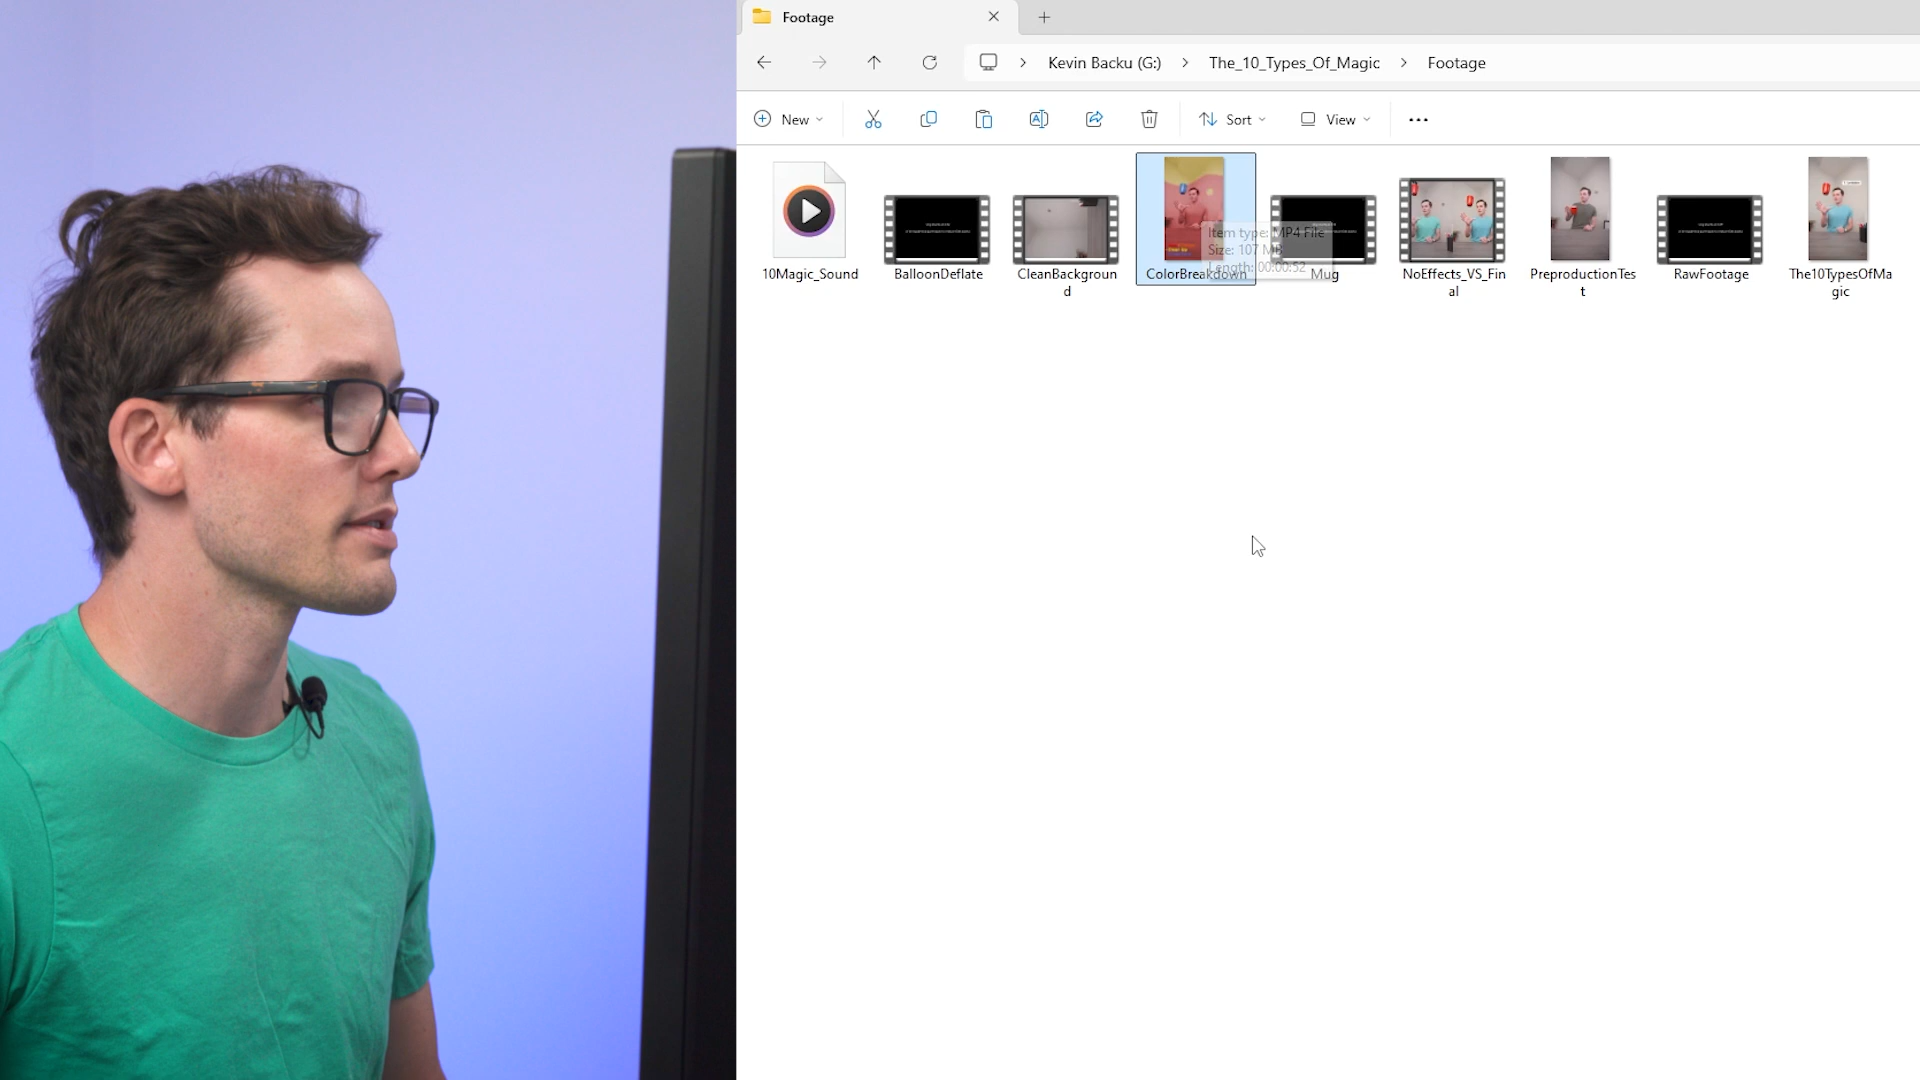 Footage
Kevin Backu (G:) > The_10_Types_Of_Magic > Footage
New
Sort
View
10Magic_Sound
BalloonDeflate
CleanBackgroun
d
ColorBreakdown
Item type: MP4 File
Size: 107 MB
Length: 00:00:52
Mug
NoEffects_VS_Fin
al
PreproductionTes
t
RawFootage
The10TypesOfMa
gic